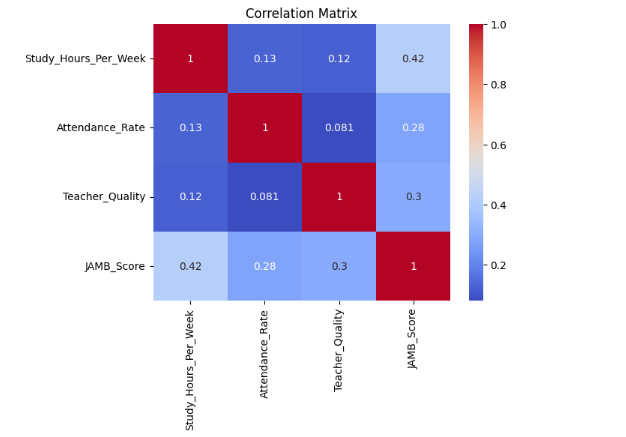 Correlation Matrix
Study_Hours_Per_Week 1 0.13 0.12 0.42
Attendance_Rate 0.13 1 0.081 0.28
Teacher_Quality 0.12 0.081 1 0.3
JAMB_Score 0.42 0.28 0.3 1
Study_Hours_Per_Week
Attendance_Rate
Teacher_Quality
JAMB_Score
1.0
0.8
0.6
0.4
0.2